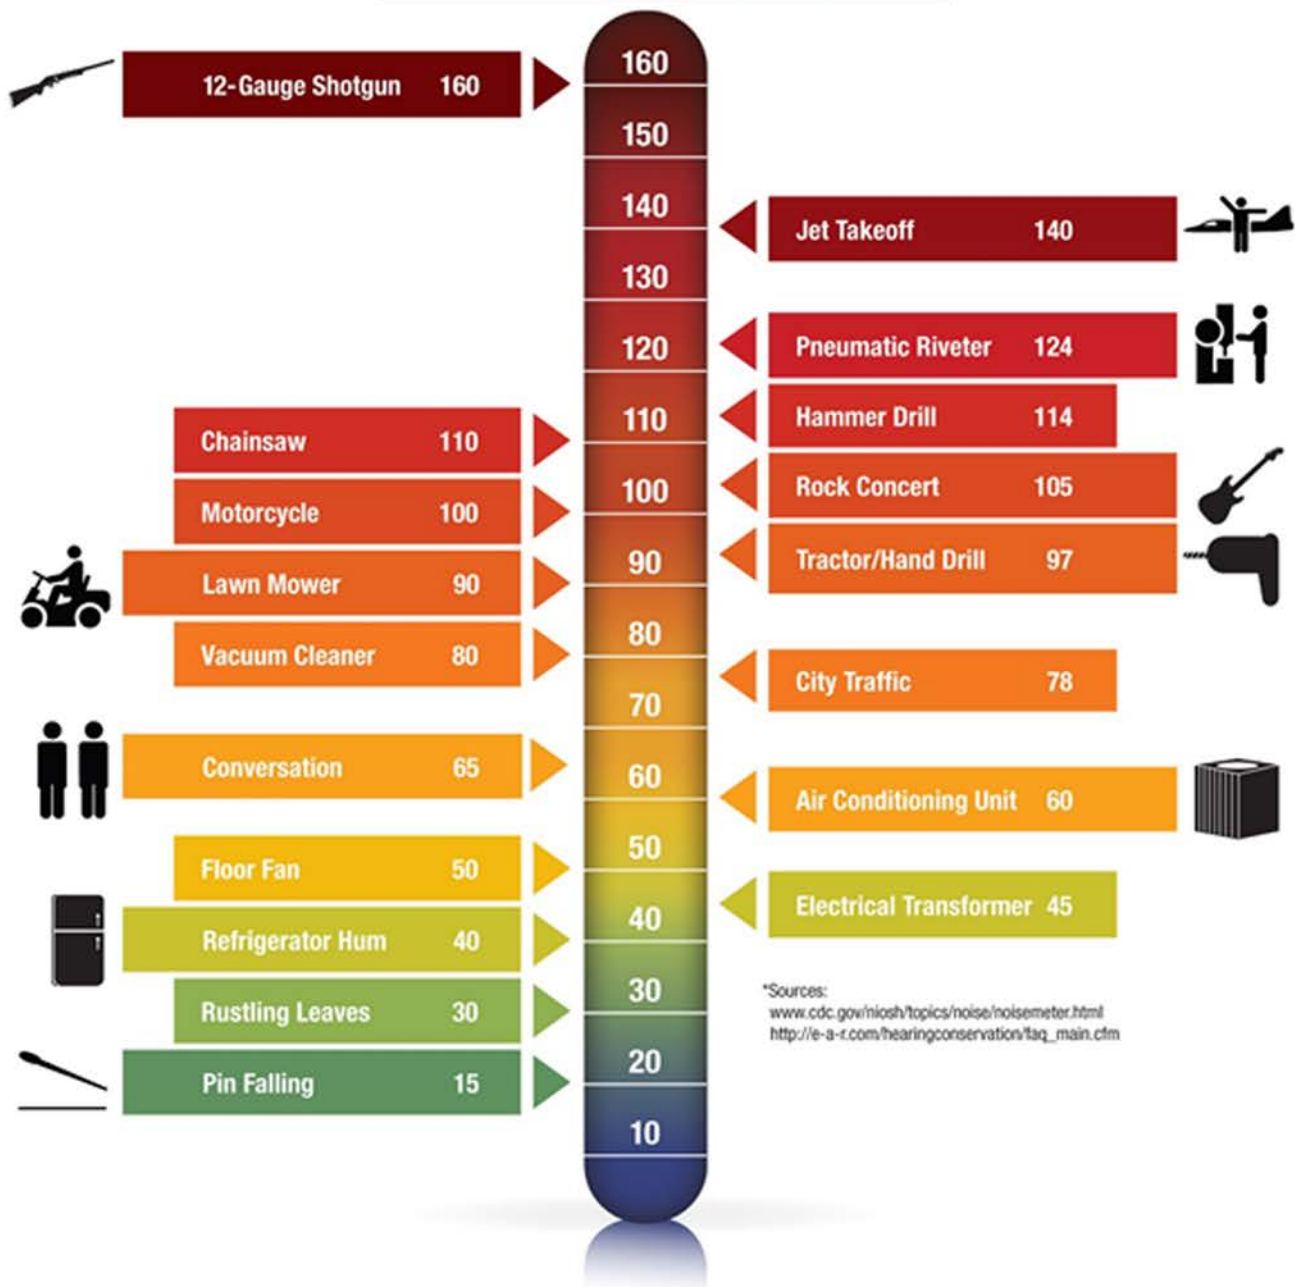 12-Gauge Shotgun 160
Chainsaw 110
Motorcycle 100
Lawn Mower 90
Vacuum Cleaner 80
Conversation 65
Floor Fan 50
Refrigerator Hum 40
Rustling Leaves 30
Pin Falling 15
160
150
140
130
120
110
100
90
80
70
60
50
40
30
20
10
Jet Takeoff 140
Pneumatic Riveter 124
Hammer Drill 114
Rock Concert 105
Tractor/Hand Drill 97
City Traffic 78
Air Conditioning Unit 60
Electrical Transformer 45
*Sources:
www.cdc.gov/niosh/topics/noise/noisemeter.html
http://e-a-r.com/hearingconservation/faq_main.cfm